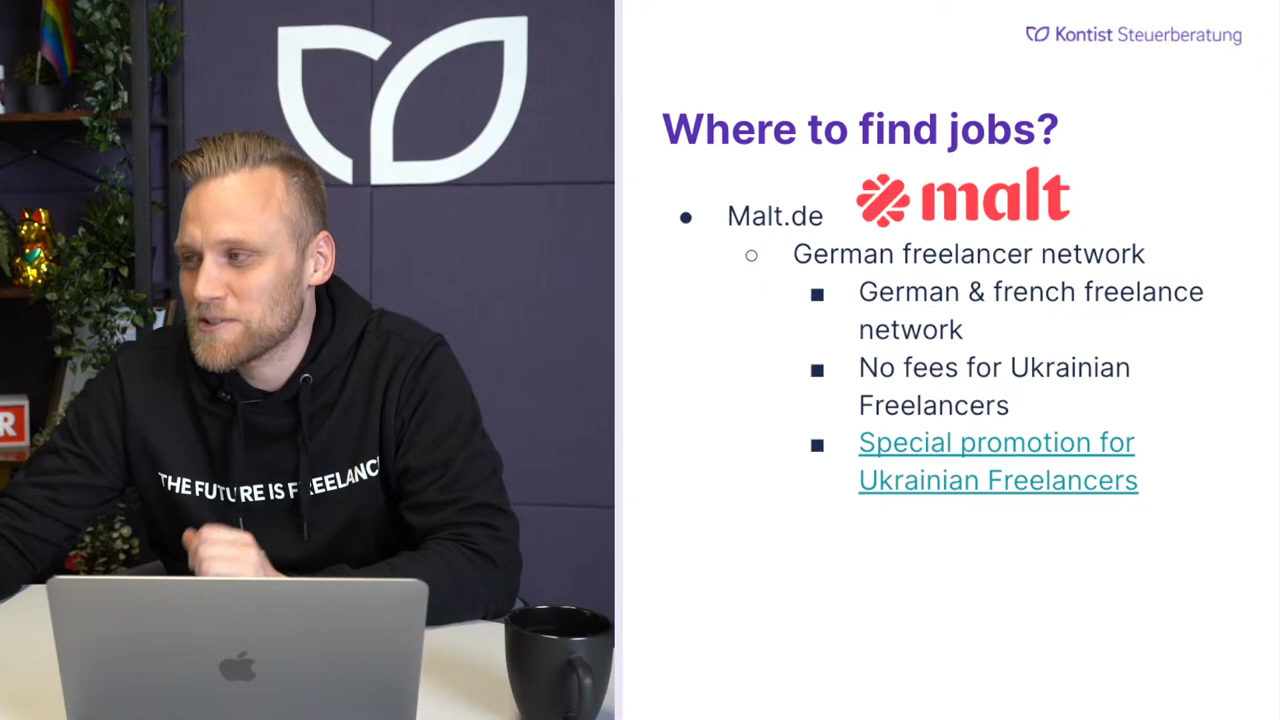 Kontist Steuerberatung
Where to find jobs?
Malt.de
malt
German freelancer network
German & french freelance
network
No fees for Ukrainian
Freelancers
Special promotion for
Ukrainian Freelancers
THE FUTURE IS FREELANC
R